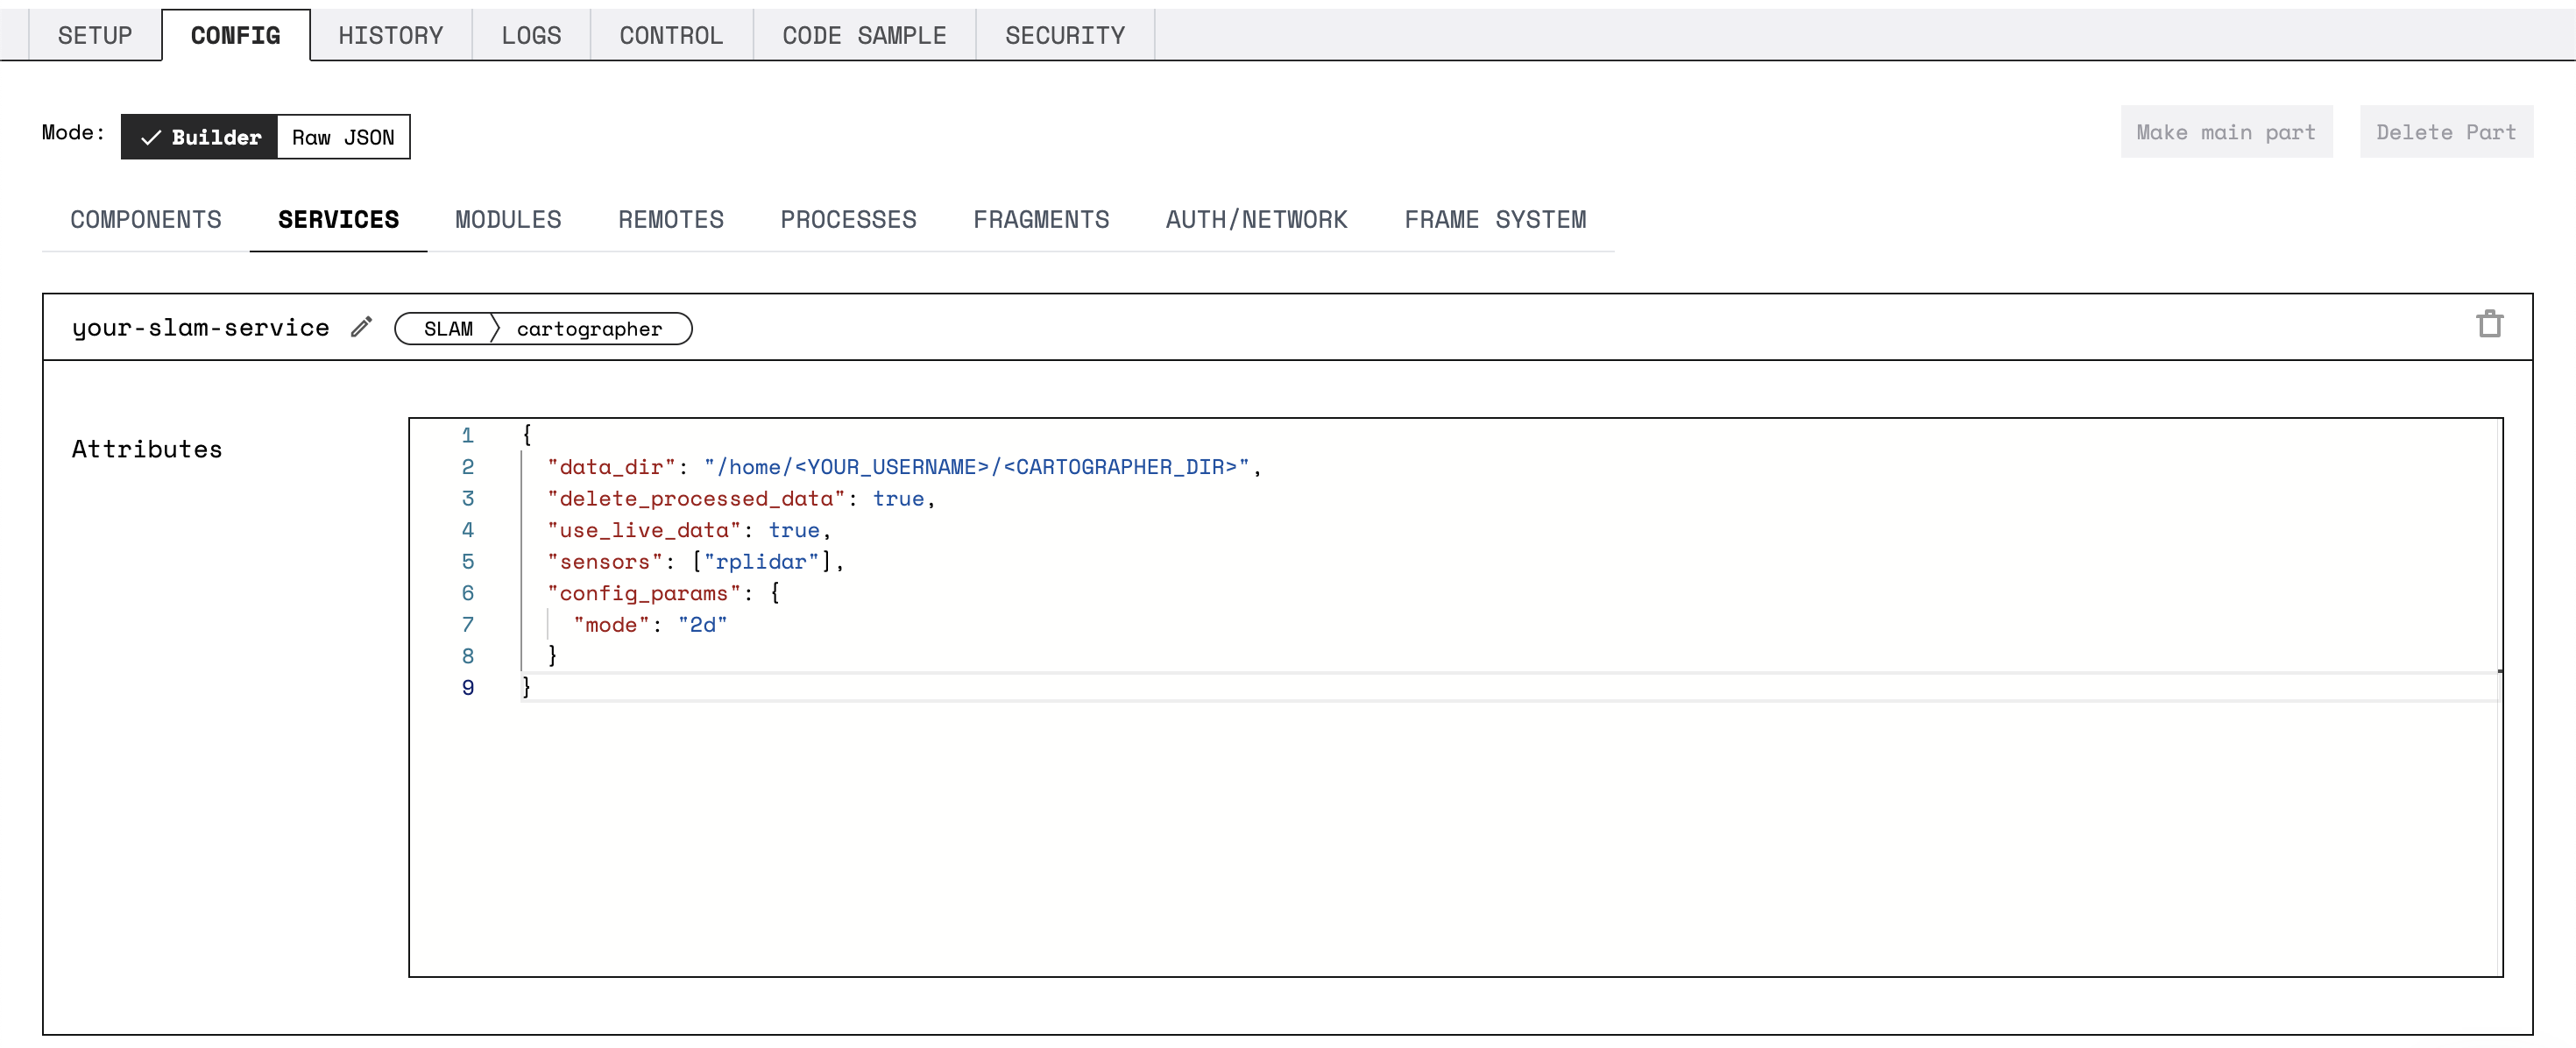 SETUP CONFIG HISTORY LOGS CONTROL CODE SAMPLE SECURITY
Mode: Builder Raw JSON Make main part Delete Part
COMPONENTS SERVICES MODULES REMOTES PROCESSES FRAGMENTS AUTH/NETWORK FRAME SYSTEM
your-slam-service SLAM cartographer
Attributes
1 {
2 "data_dir": "/home/<YOUR_USERNAME>/<CARTOGRAPHER_DIR>",
3 "delete_processed_data": true,
4 "use_live_data": true,
5 "sensors": ["rplidar"],
6 "config_params": {
7 "mode": "2d"
8 }
9 }